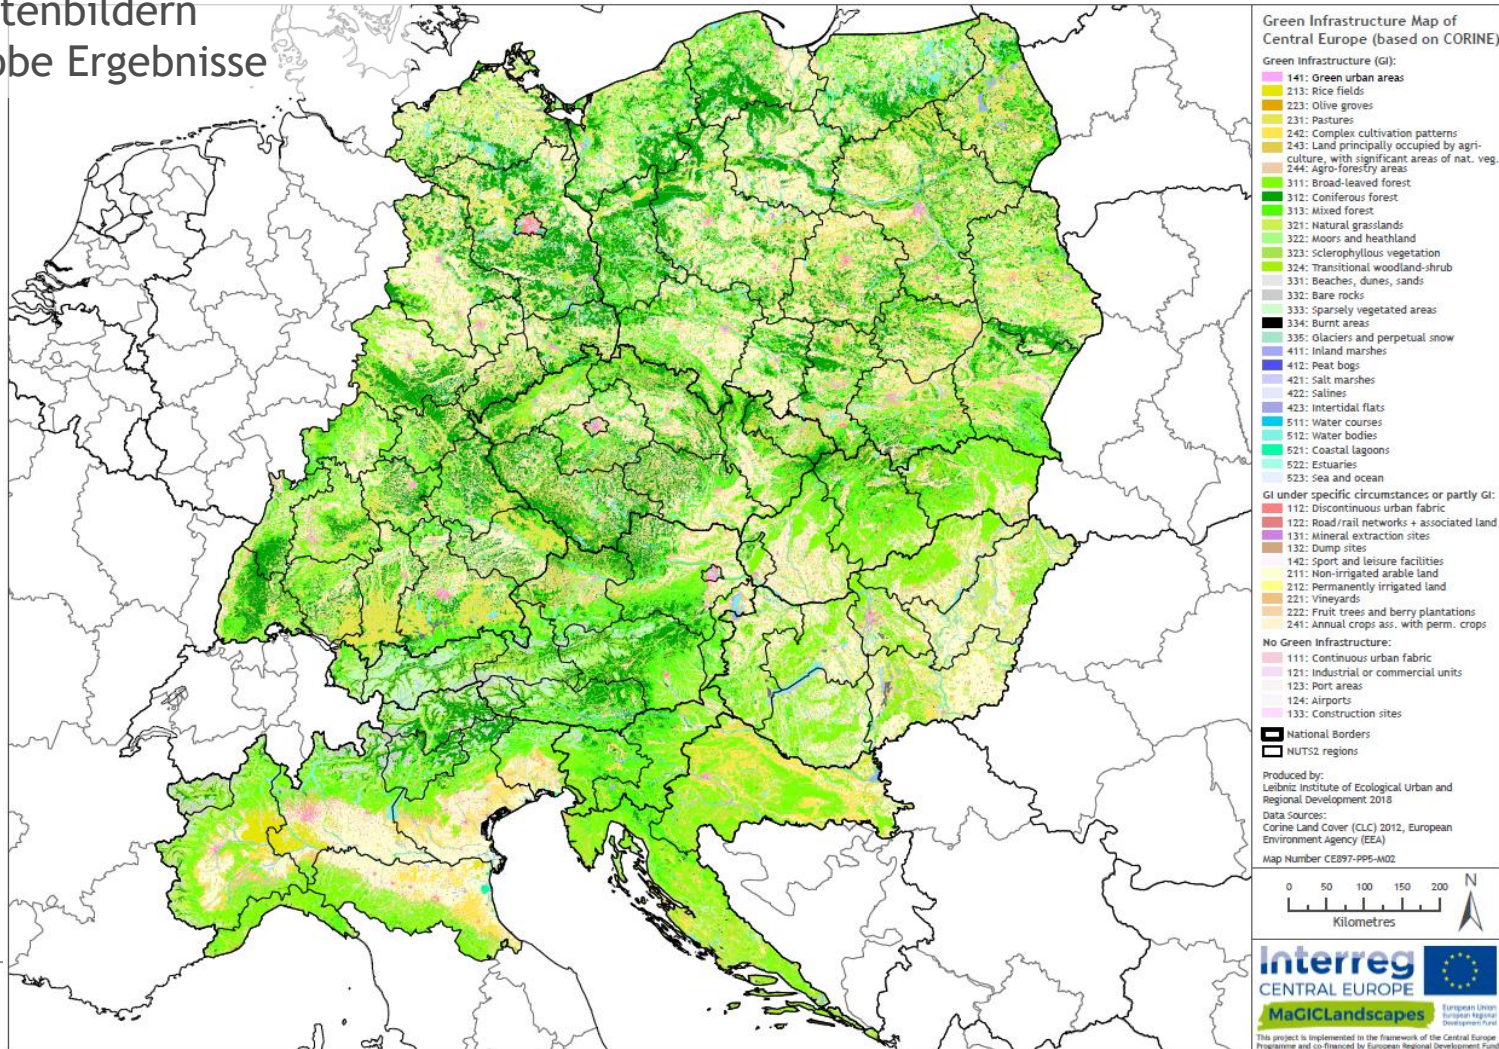 tenbildern
obe Ergebnisse
Green Infrastructure Map of
Central Europe (based on CORINE)
Green Infrastructure (GI):
141: Green urban areas
213: Rice fields
223: Olive groves
231: Pastures
242: Complex cultivation patterns
243: Land principally occupied by agri-
culture, with significant areas of nat. veg.
244: Agro-forestry areas
311: Broad-leaved forest
312: Coniferous forest
313: Mixed forest
321: Natural grasslands
322: Moors and heathland
323: Sclerophyllous vegetation
324: Transitional woodland-shrub
331: Beaches, dunes, sands
332: Bare rocks
333: Sparsely vegetated areas
334: Burnt areas
335: Glaciers and perpetual snow
411: Inland marshes
412: Peat bogs
421: Salt marshes
422: Salines
423: Intertidal flats
511: Water courses
512: Water bodies
521: Coastal lagoons
522: Estuaries
523: Sea and ocean
GI under specific circumstances or partly GI:
112: Discontinuous urban fabric
122: Road/rail networks + associated land
131: Mineral extraction sites
132: Dump sites
142: Sport and leisure facilities
211: Non-irrigated arable land
212: Permanently irrigated land
221: Vineyards
222: Fruit trees and berry plantations
241: Annual crops ass. with perm. crops
No Green Infrastructure:
111: Continuous urban fabric
121: Industrial or commercial units
123: Port areas
124: Airports
133: Construction sites
National Borders
NUTS2 regions
Produced by:
Leibniz Institute of Ecological Urban and
Regional Development 2018
Data Sources:
Corine Land Cover (CLC) 2012, European
Environment Agency (EEA)
Map Number CE897-PP5-M02
0 50 100 150 200
Kilometres
N
Interreg
CENTRAL EUROPE
MaGICLandscapes
European Union
European Regional
Development Fund
This project is implemented in the framework of the Central Europe
Programme and co-financed by European Regional Development Fund